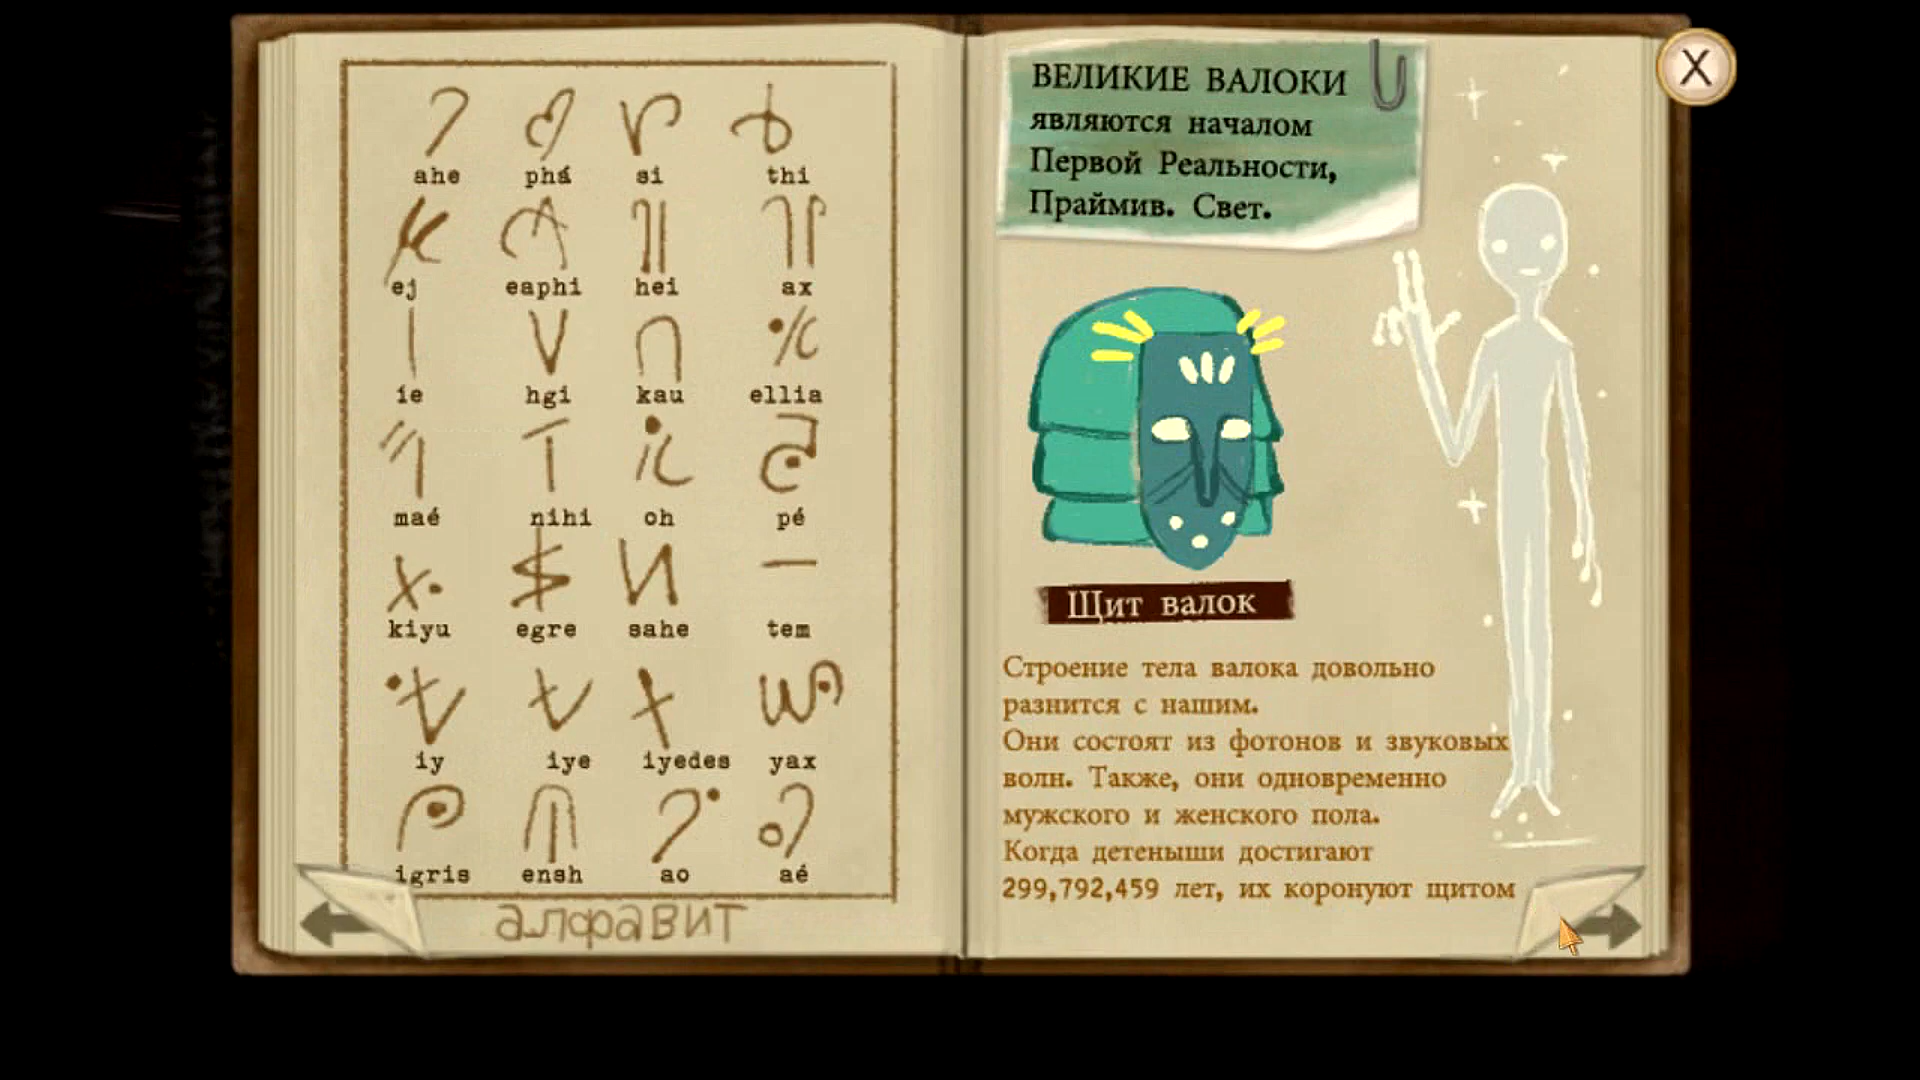 ahe phá si thi
ej eaphi hei ax
ie hgi kau ellia
maé nihi oh pé
kiyu egre sahe tem
iy iye iyedes yax
igris ensh ao aé
алфавит
ВЕЛИКИЕ ВАЛОКИ
являются началом
Первой Реальности,
Праймив. Свет.
X
Щит валок
Строение тела валока довольно
разнится с нашим.
Они состоят из фотонов и звуковых
волн. Также, они одновременно
мужского и женского пола.
Когда детеныши достигают
299,792,459 лет, их коронуют щитом